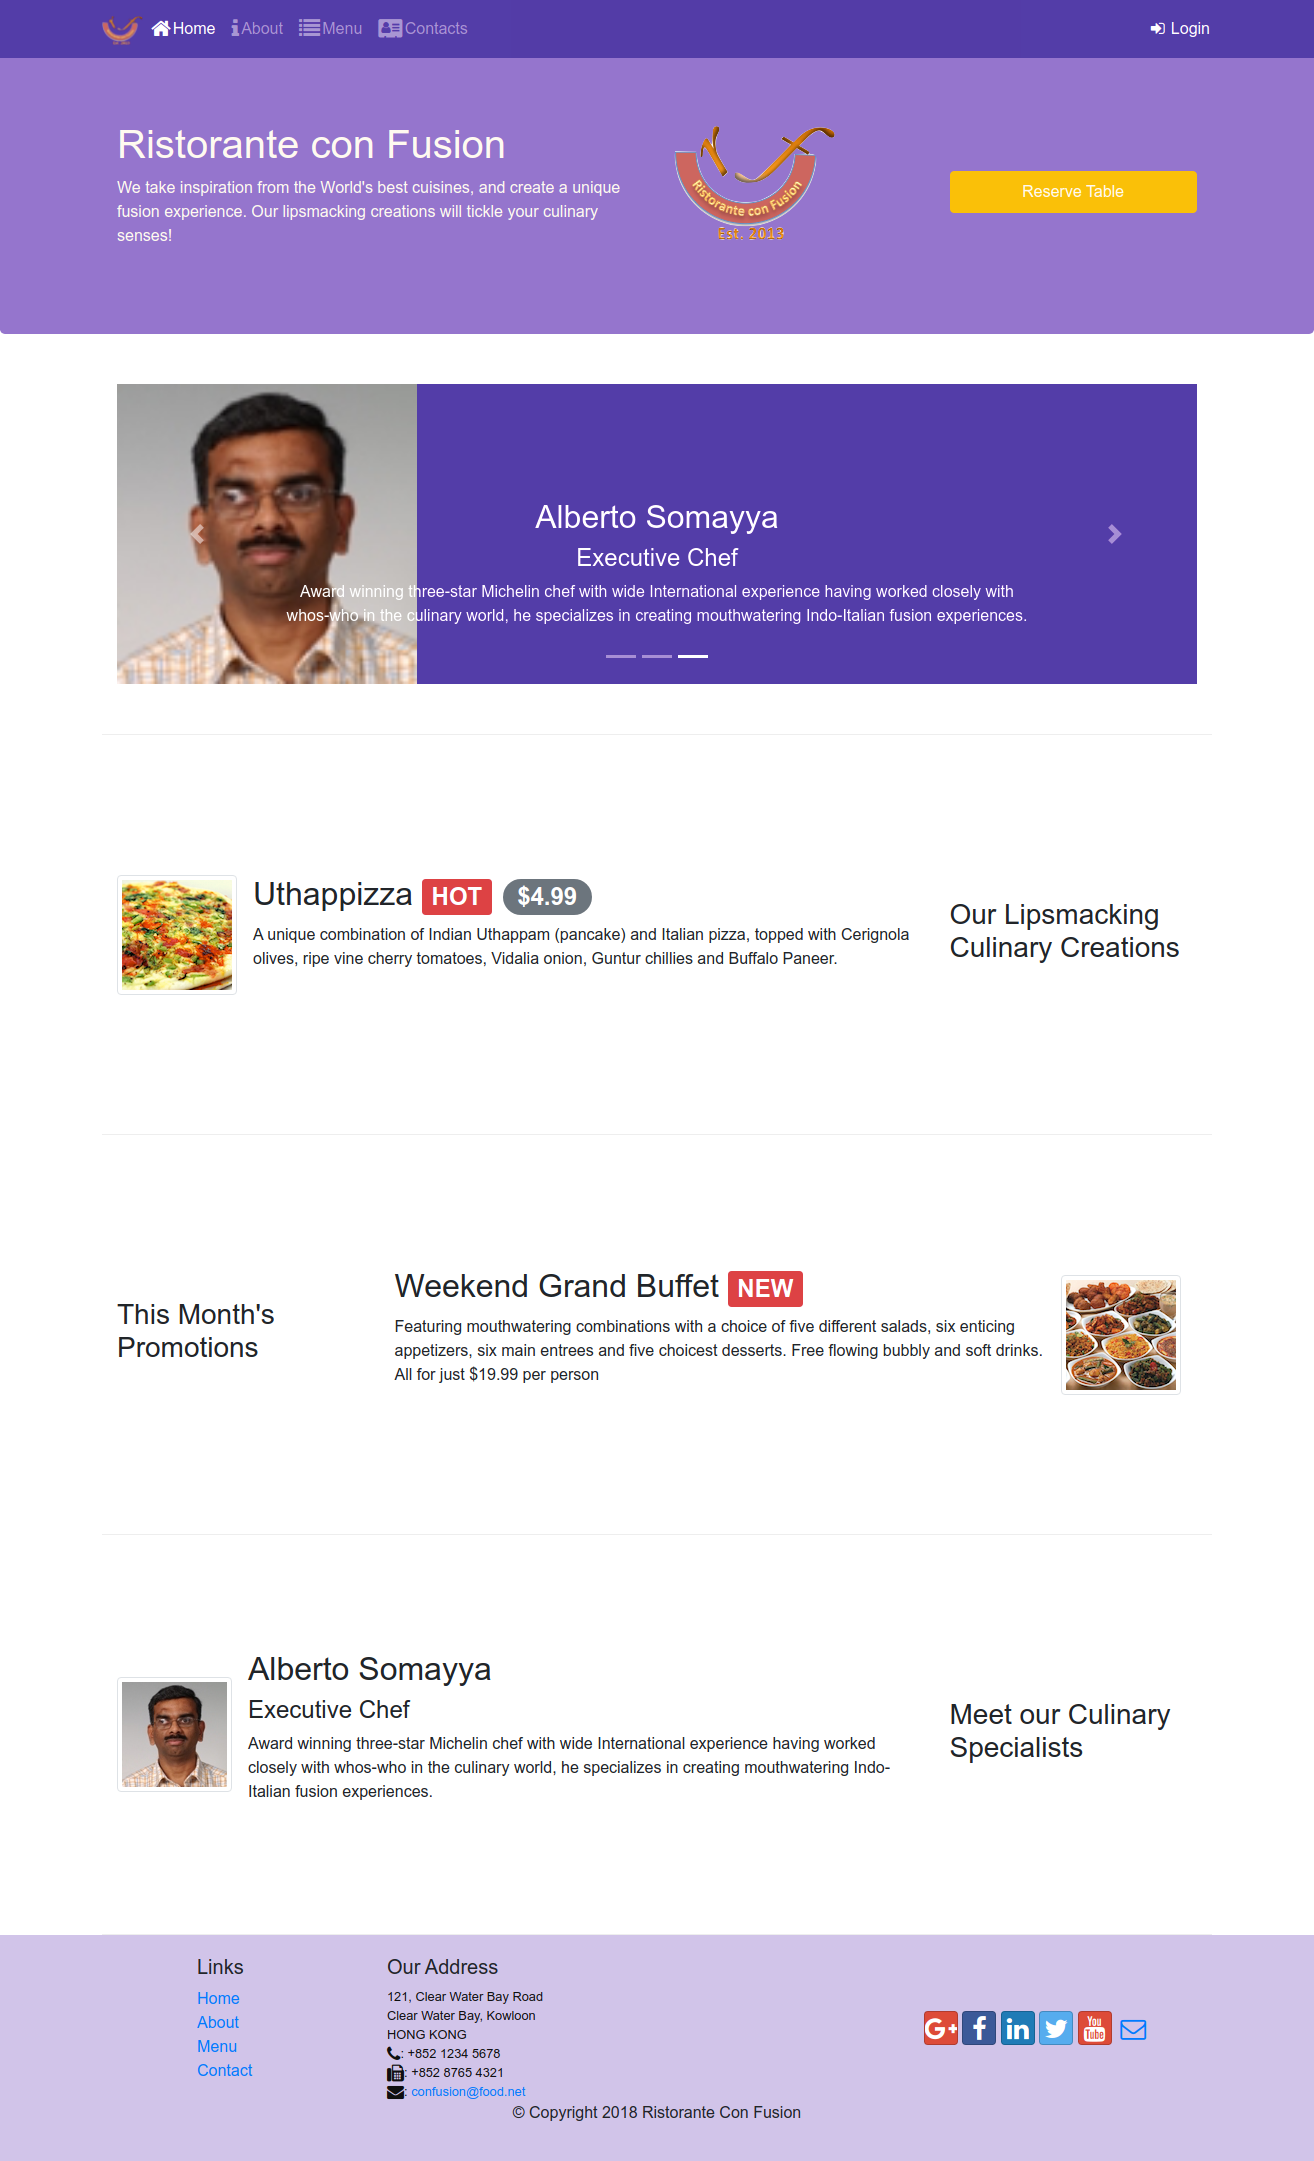 Home About Menu Contacts Login
Ristorante con Fusion
We take inspiration from the World's best cuisines, and create a unique
fusion experience. Our lipsmacking creations will tickle your culinary
senses!
Ristorante con Fusion
Est. 2013
Reserve Table
Alberto Somayya
Executive Chef
Award winning three-star Michelin chef with wide International experience having worked closely with
whos-who in the culinary world, he specializes in creating mouthwatering Indo-Italian fusion experiences.
Uthappizza HOT $4.99
A unique combination of Indian Uthappam (pancake) and Italian pizza, topped with Cerignola
olives, ripe vine cherry tomatoes, Vidalia onion, Guntur chillies and Buffalo Paneer.
Our Lipsmacking
Culinary Creations
This Month's
Promotions
Weekend Grand Buffet NEW
Featuring mouthwatering combinations with a choice of five different salads, six enticing
appetizers, six main entrees and five choicest desserts. Free flowing bubbly and soft drinks.
All for just $19.99 per person
Alberto Somayya
Executive Chef
Award winning three-star Michelin chef with wide International experience having worked
closely with whos-who in the culinary world, he specializes in creating mouthwatering Indo-
Italian fusion experiences.
Meet our Culinary
Specialists
Links
Home
About
Menu
Contact
Our Address
121, Clear Water Bay Road
Clear Water Bay, Kowloon
HONG KONG
: +852 1234 5678
: +852 8765 4321
: confusion@food.net
G+ f in You
Tube
© Copyright 2018 Ristorante Con Fusion